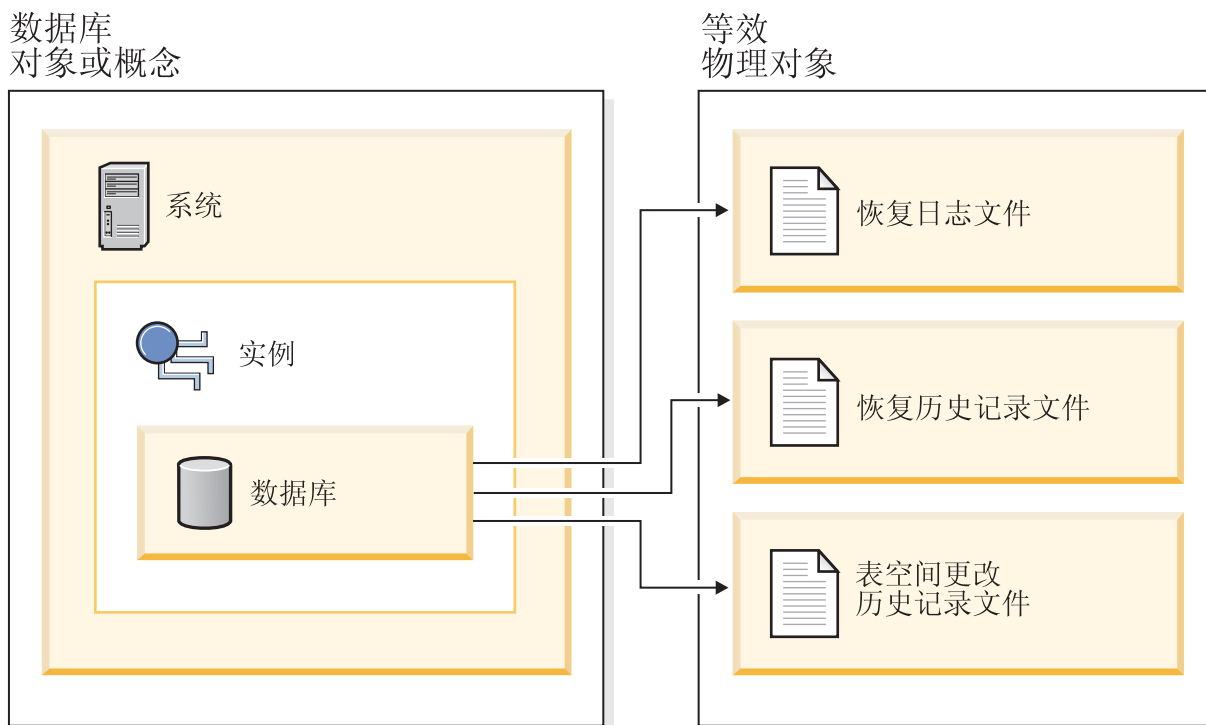 数据库
对象或概念
系统
实例
数据库
等效
物理对象
恢复日志文件
恢复历史记录文件
表空间更改
历史记录文件